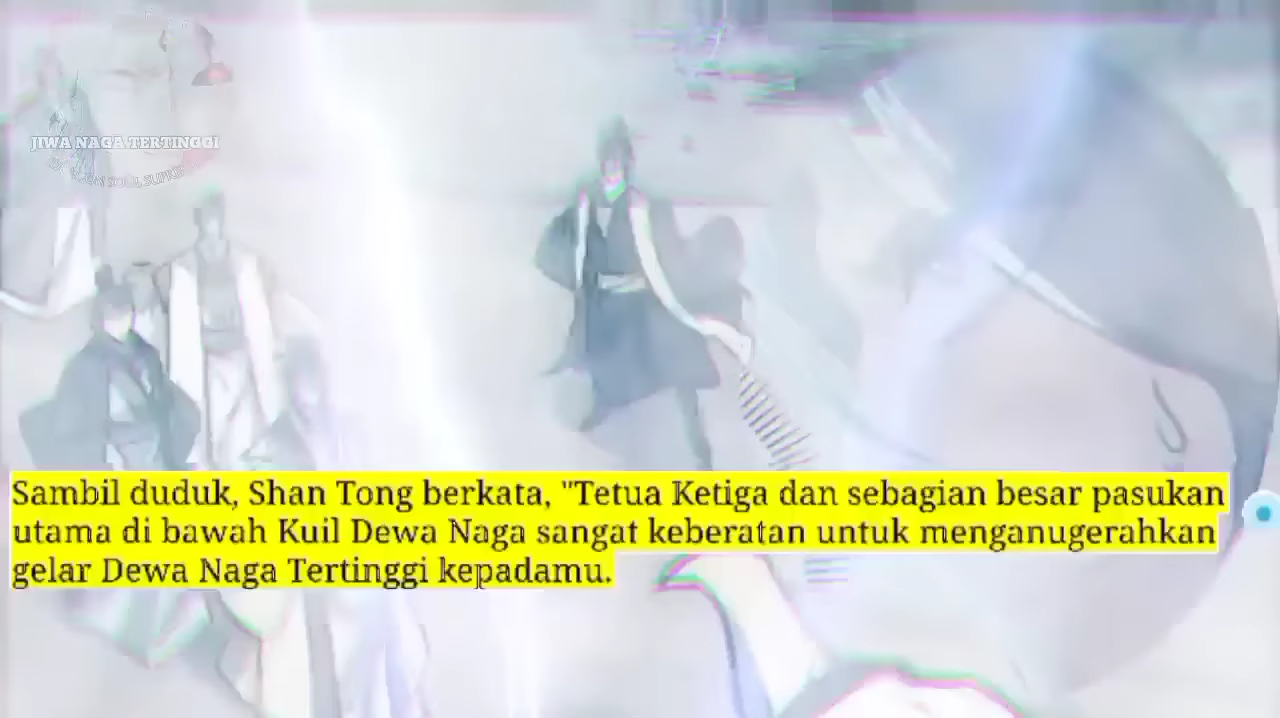 JIWA NAGA TERTINGGI
Sambil duduk, Shan Tong berkata, "Tetua Ketiga dan sebagian besar pasukan
utama di bawah Kuil Dewa Naga sangat keberatan untuk menganugerahkan
gelar Dewa Naga Tertinggi kepadamu.